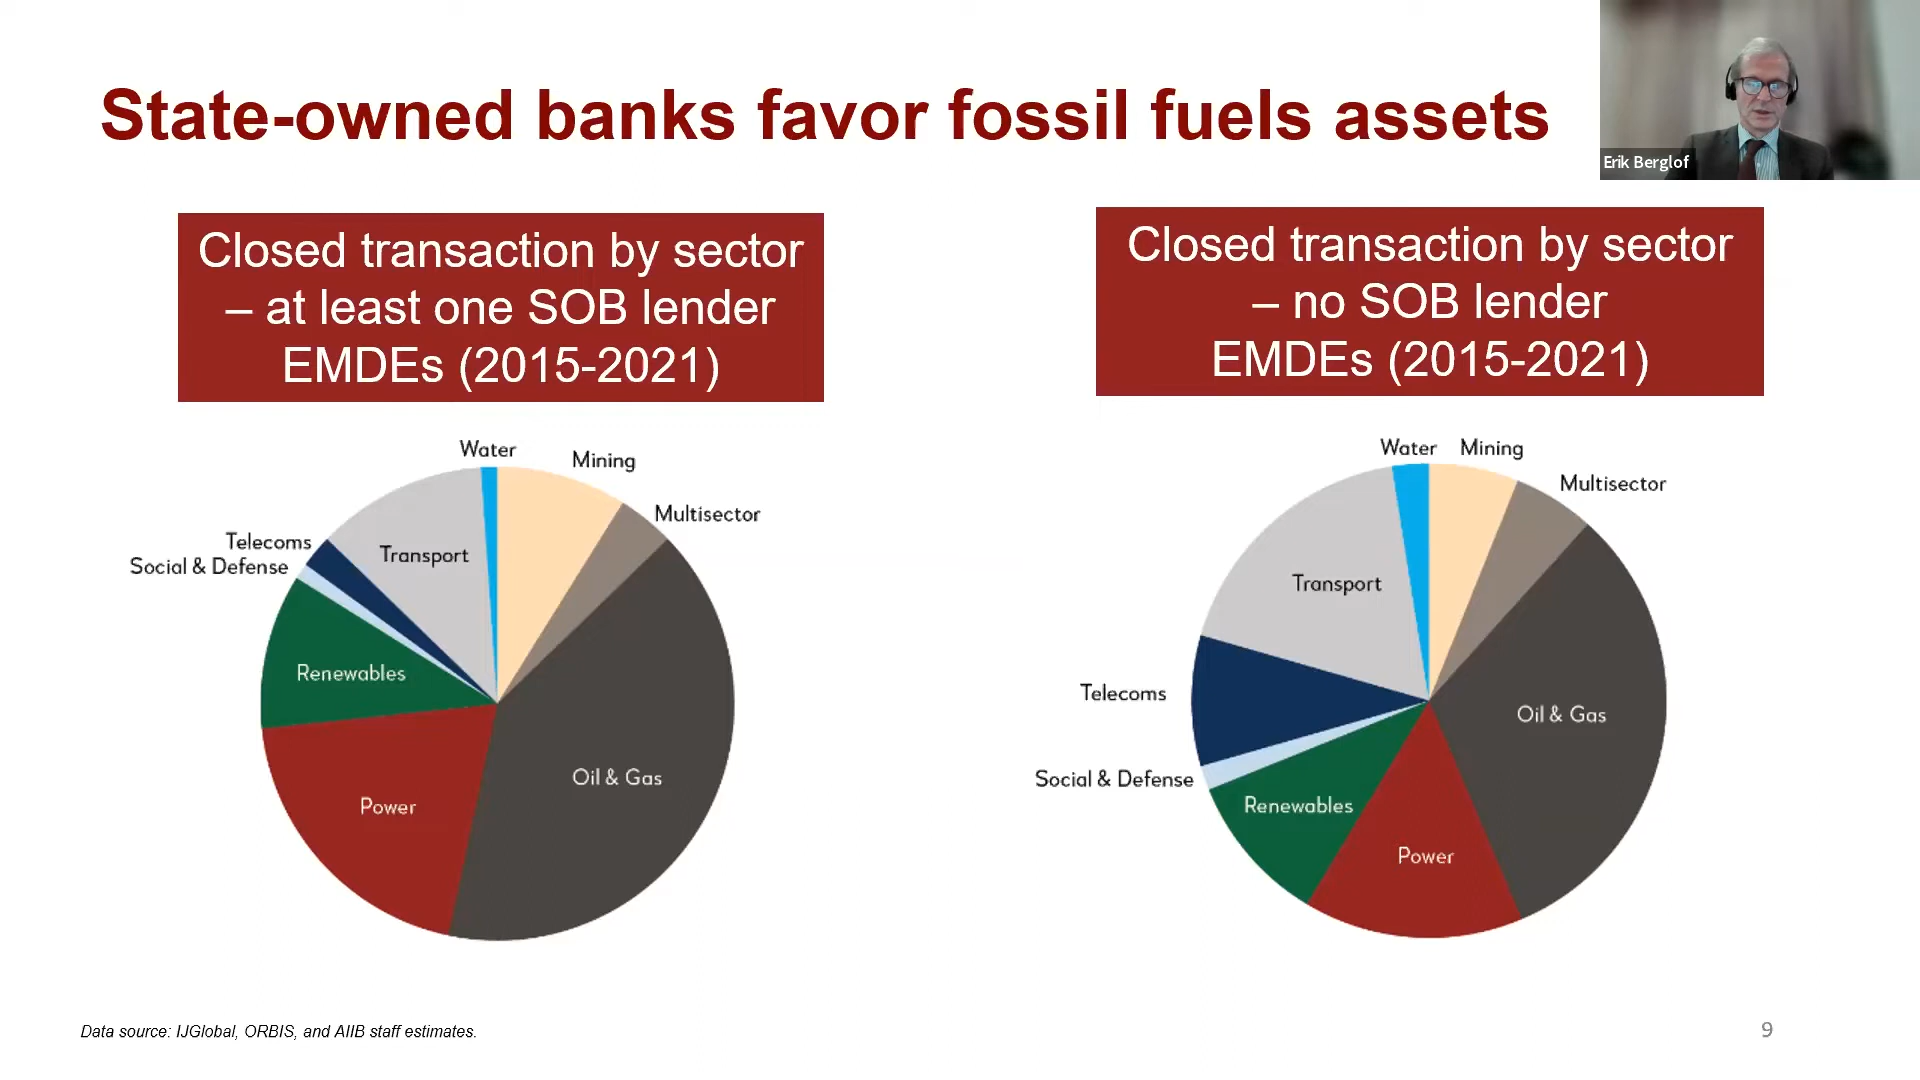 State-owned banks favor fossil fuels assets
Erik Berglof
Closed transaction by sector
– at least one SOB lender
EMDEs (2015-2021)
Closed transaction by sector
– no SOB lender
EMDEs (2015-2021)
Water
Mining
Multisector
Telecoms
Social & Defense
Transport
Renewables
Power
Oil & Gas
Water
Mining
Multisector
Transport
Telecoms
Oil & Gas
Social & Defense
Renewables
Power
Data source: IJGlobal, ORBIS, and AIIB staff estimates.
9